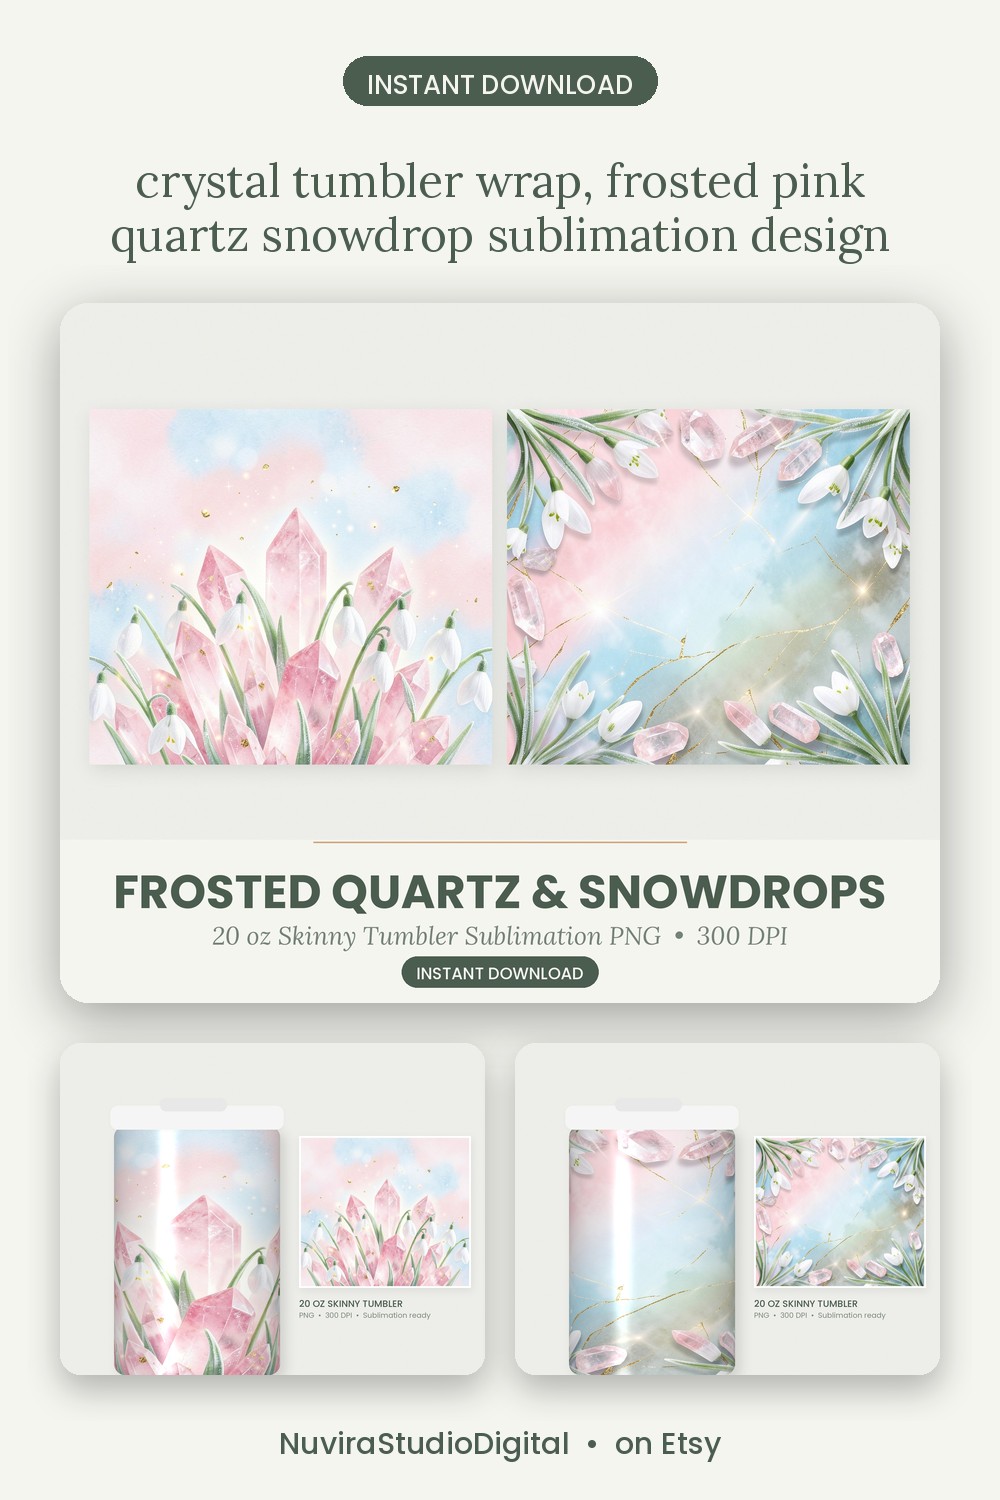 INSTANT DOWNLOAD
crystal tumbler wrap, frosted pink
quartz snowdrop sublimation design
FROSTED QUARTZ & SNOWDROPS
20 oz Skinny Tumbler Sublimation PNG • 300 DPI
INSTANT DOWNLOAD
20 OZ SKINNY TUMBLER
PNG • 300 DPI • Sublimation ready
20 OZ SKINNY TUMBLER
PNG • 300 DPI • Sublimation ready
NuviraStudioDigital • on Etsy